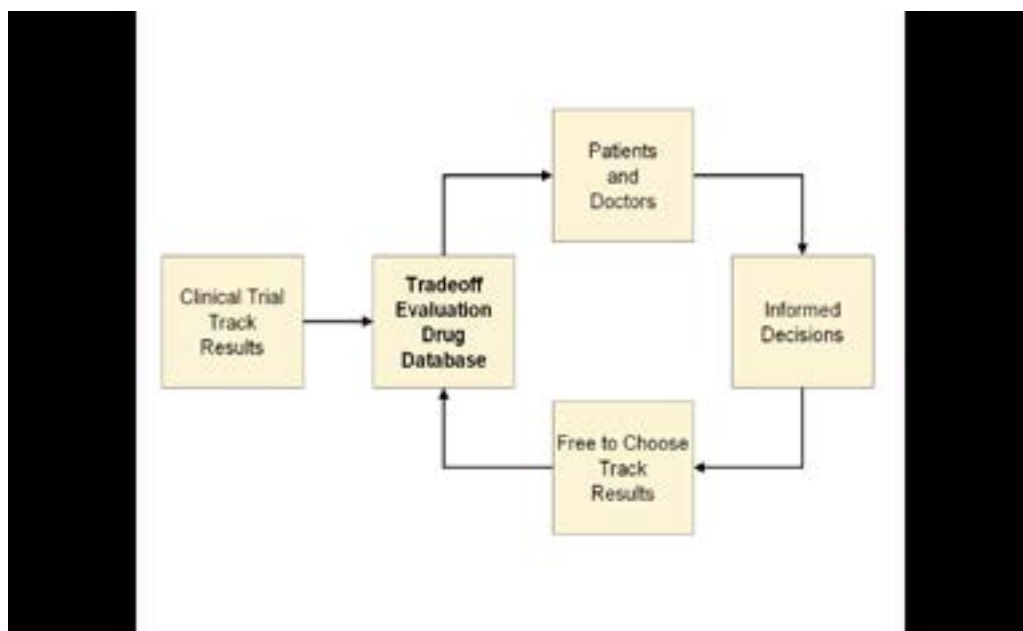 Patients
and
Doctors
Clinical Trial
Track
Results
Tradeoff
Evaluation
Drug
Database
Informed
Decisions
Free to Choose
Track
Results